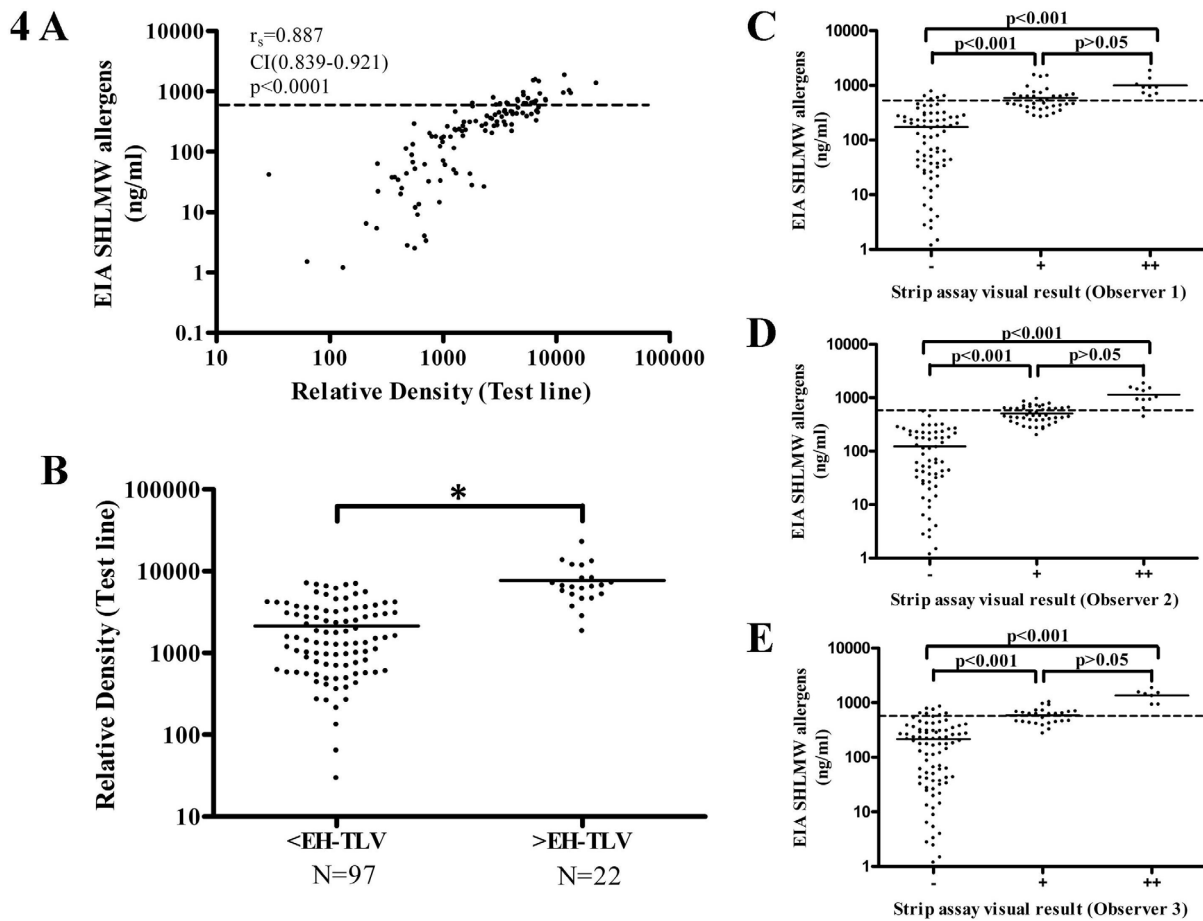 4 A
r_s=0.887
CI(0.839-0.921)
p<0.0001
EIA SHLMW allergens
(ng/ml)
10000
1000
100
10
1
0.1
10 100 1000 10000 100000
Relative Density (Test line)
B
Relative Density (Test line)
100000
10000
1000
100
10
*
<EH-TLV >EH-TLV
N=97 N=22
C
p<0.001
p<0.001 p>0.05
EIA SHLMW allergens
(ng/ml)
10000
1000
100
10
1
- + ++
Strip assay visual result (Observer 1)
D
p<0.001
p<0.001 p>0.05
EIA SHLMW allergens
(ng/ml)
10000
1000
100
10
1
- + ++
Strip assay visual result (Observer 2)
E
p<0.001
p<0.001 p>0.05
EIA SHLMW allergens
(ng/ml)
10000
1000
100
10
1
- + ++
Strip assay visual result (Observer 3)